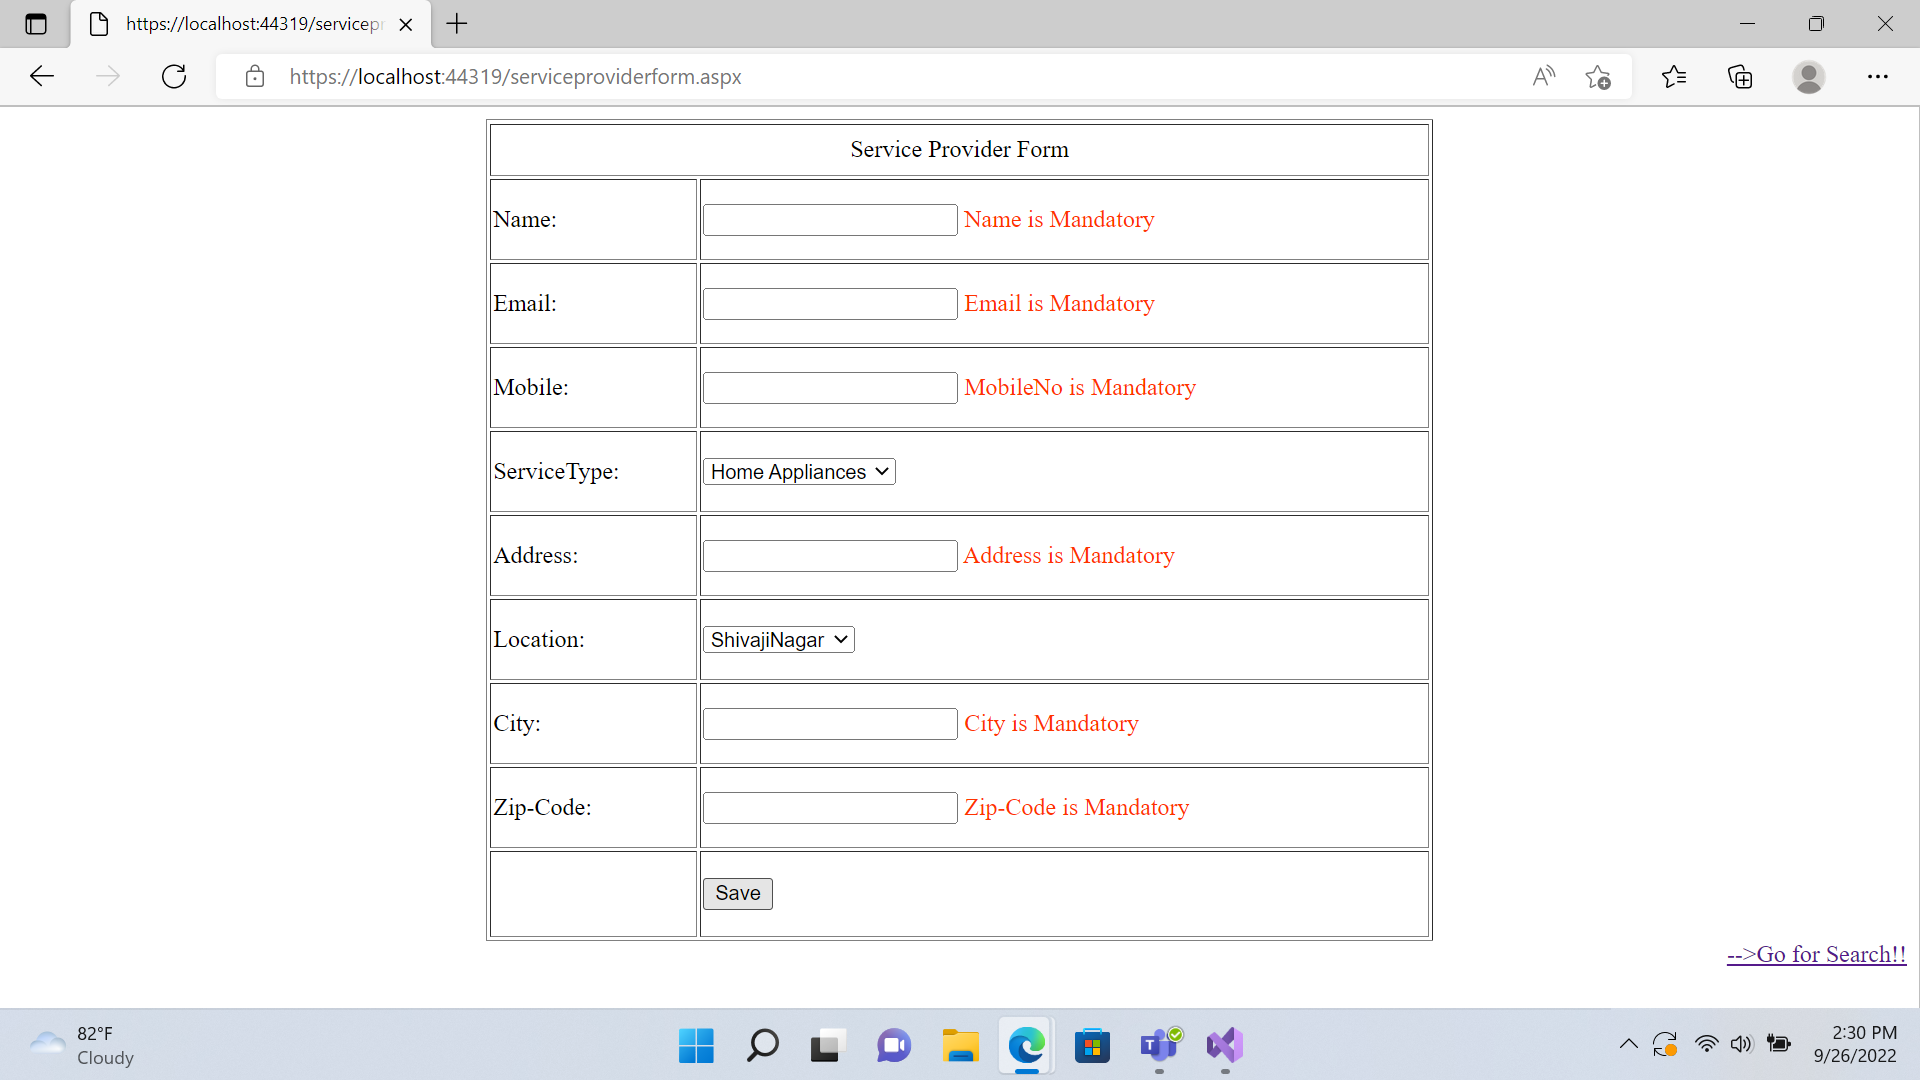 https://localhost:44319/servicepr
https://localhost:44319/serviceproviderform.aspx
Service Provider Form
Name: Name is Mandatory
Email: Email is Mandatory
Mobile: MobileNo is Mandatory
ServiceType: Home Appliances
Address: Address is Mandatory
Location: ShivajiNagar
City: City is Mandatory
Zip-Code: Zip-Code is Mandatory
Save
-->Go for Search!!
82°F
Cloudy
2:30 PM
9/26/2022